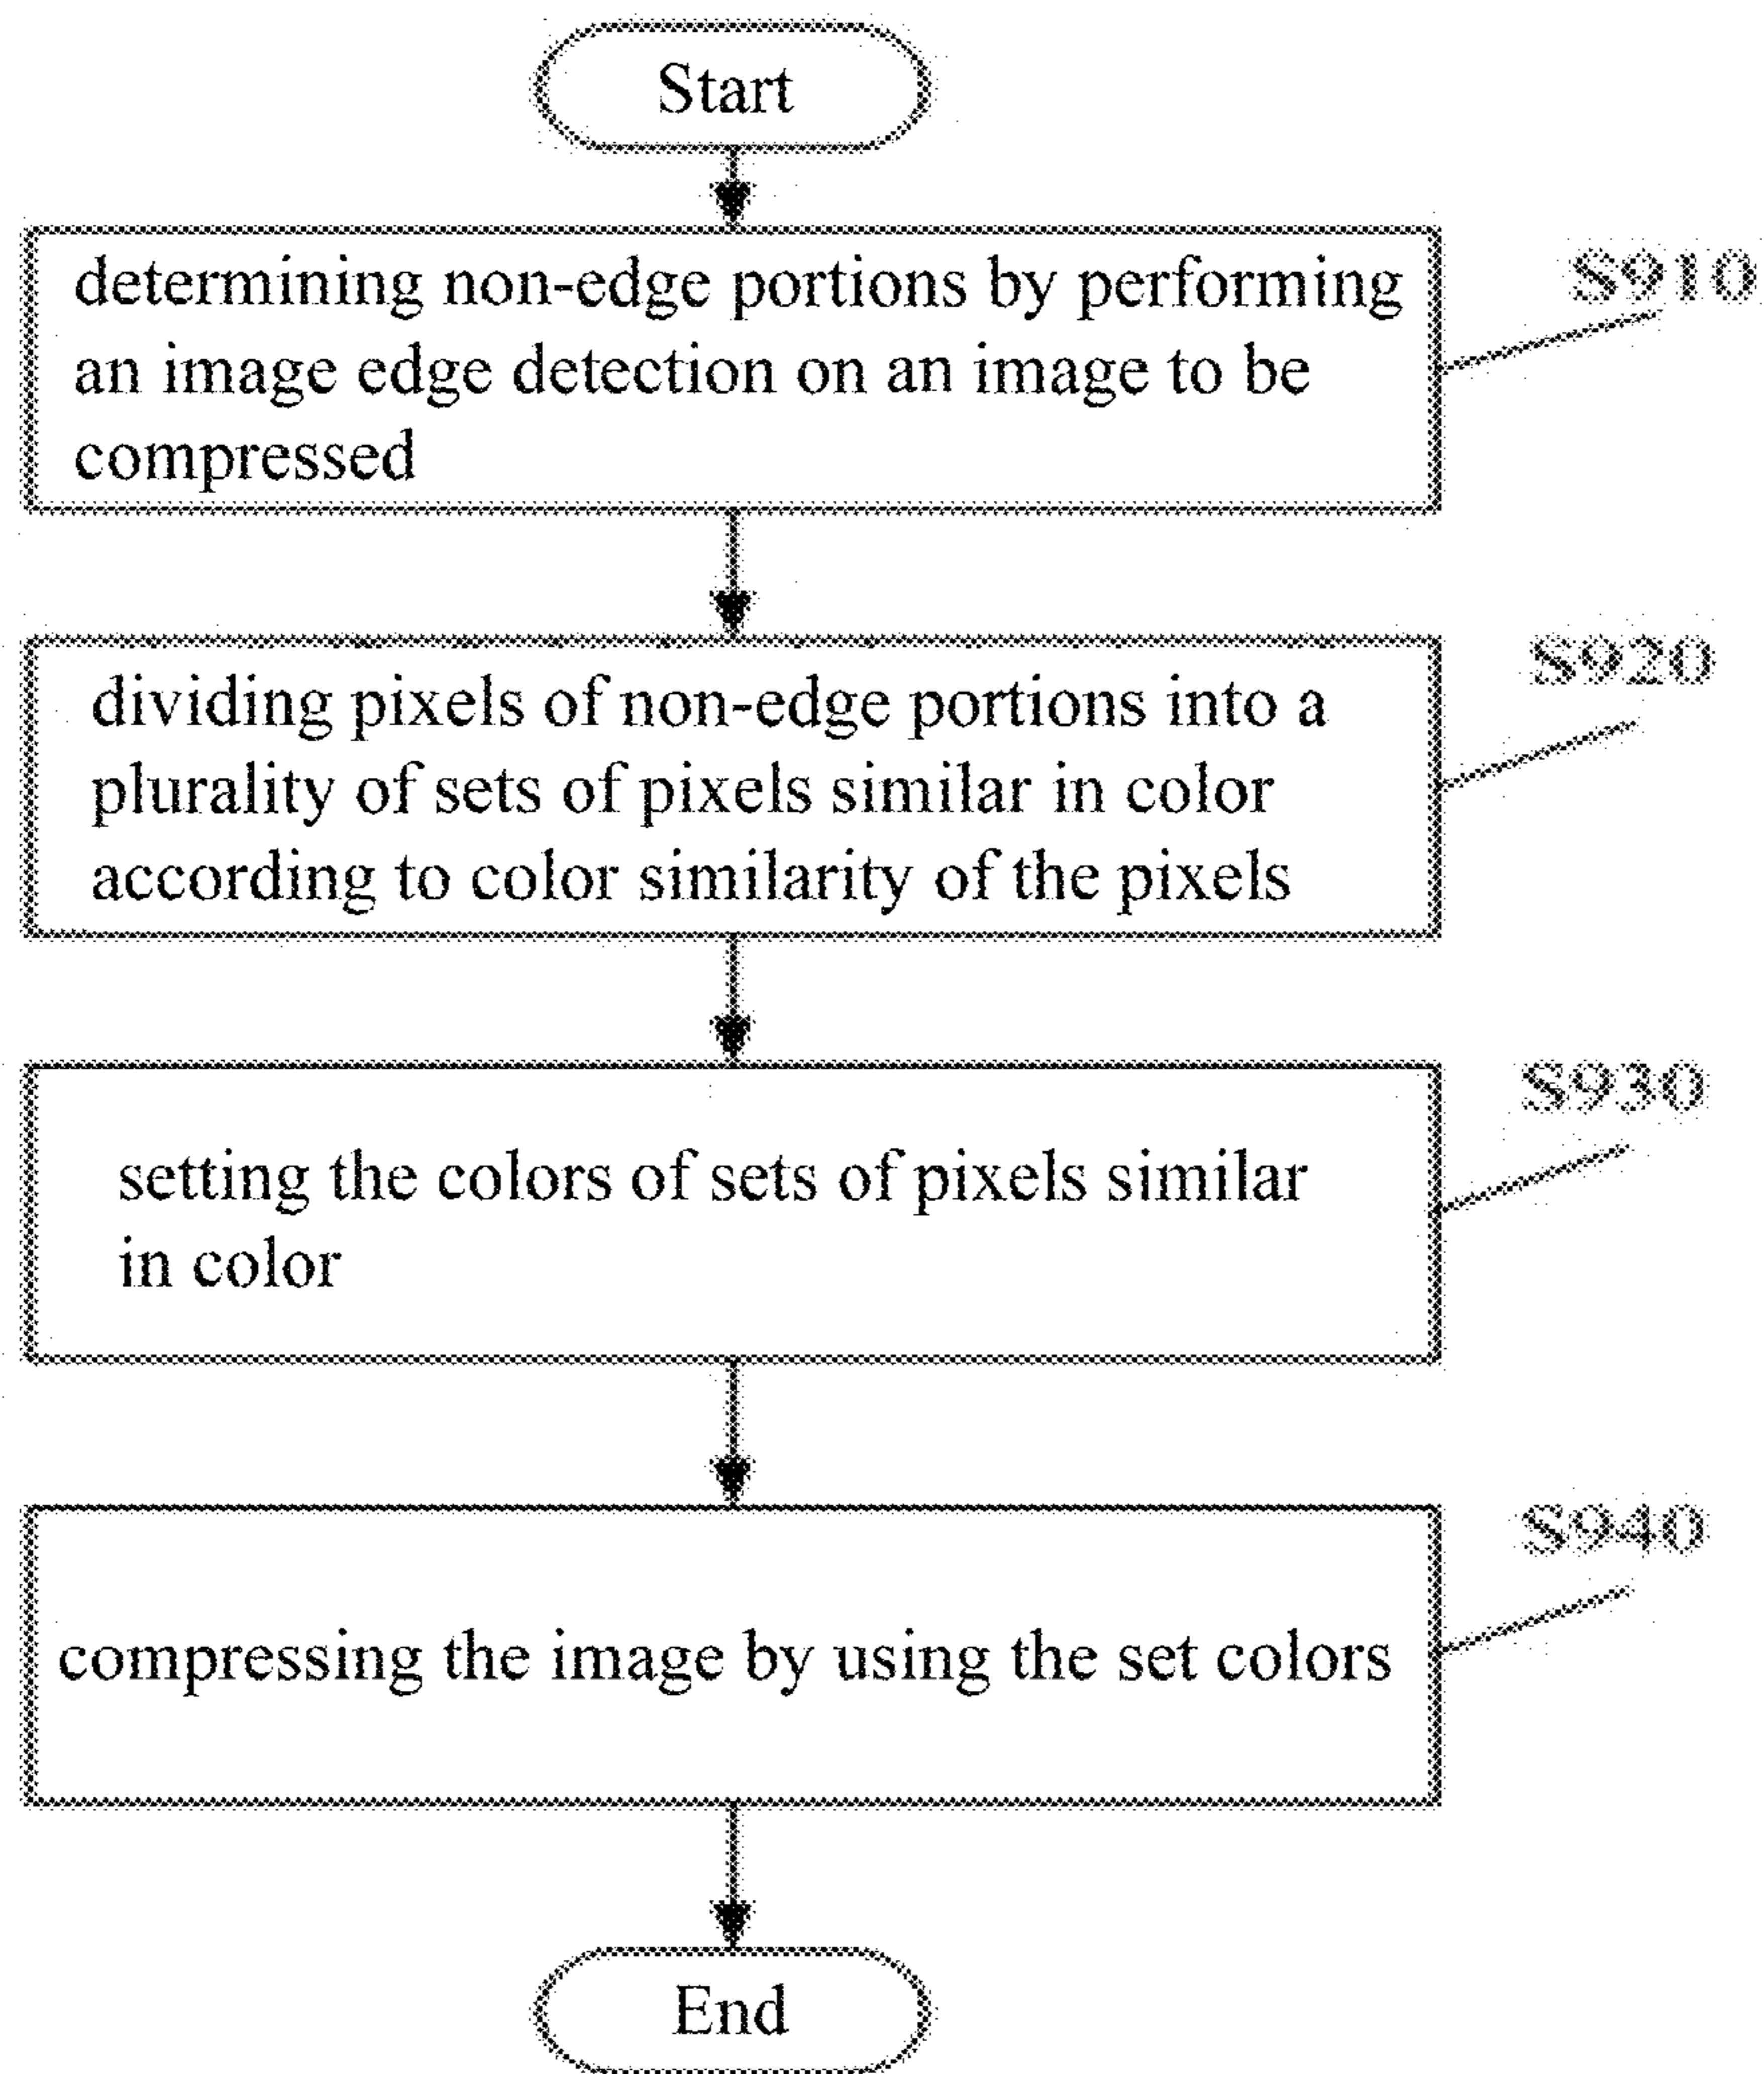 Start
S910
determining non-edge portions by performing
an image edge detection on an image to be
compressed
S920
dividing pixels of non-edge portions into a
plurality of sets of pixels similar in color
according to color similarity of the pixels
S930
setting the colors of sets of pixels similar
in color
S940
compressing the image by using the set colors
End